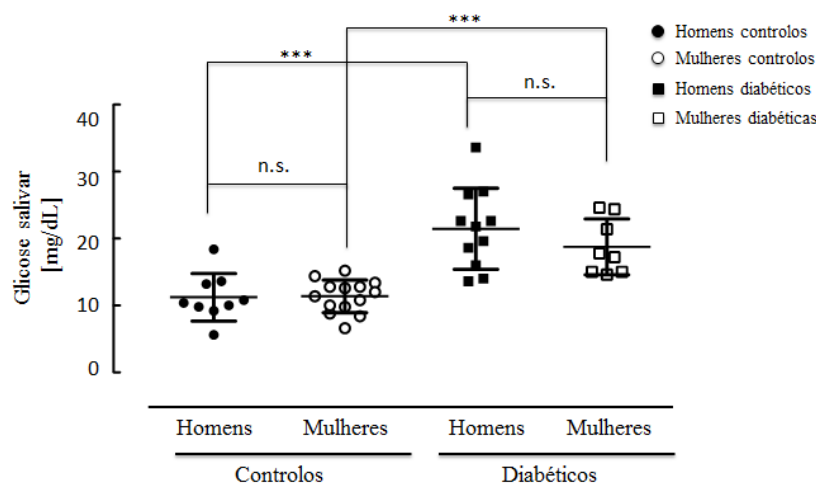 ***
***
n.s.
n.s.
Homens controlos
Mulheres controlos
Homens diabéticos
Mulheres diabéticas
Glicose salivar
[mg/dL]
40
30
20
10
0
Homens Mulheres Homens Mulheres
Controlos Diabéticos